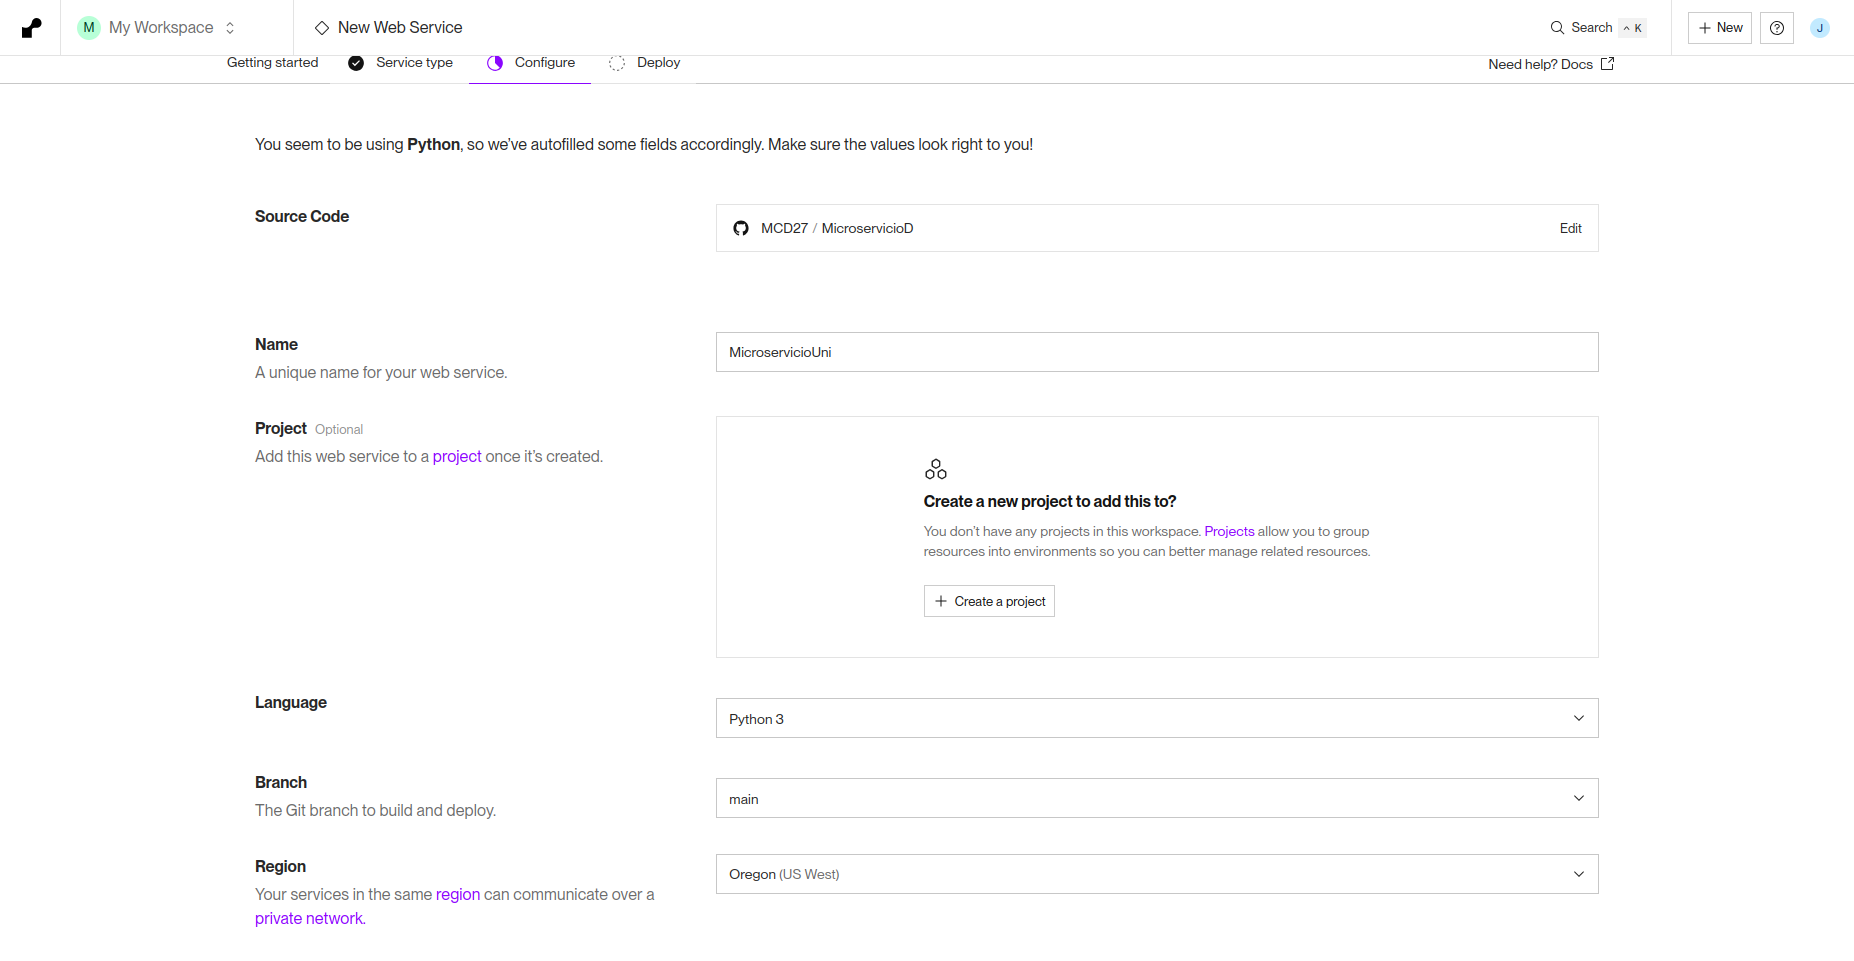 M My Workspace
New Web Service
Search ^ K
+ New
J
Getting started
Service type
Configure
Deploy
Need help? Docs
You seem to be using Python, so we've autofilled some fields accordingly. Make sure the values look right to you!
Source Code
MCD27 / MicroservicioD
Edit
Name
A unique name for your web service.
MicroservicioUni
Project Optional
Add this web service to a project once it's created.
Create a new project to add this to?
You don't have any projects in this workspace. Projects allow you to group
resources into environments so you can better manage related resources.
+ Create a project
Language
Python 3
Branch
The Git branch to build and deploy.
main
Region
Your services in the same region can communicate over a
private network.
Oregon (US West)